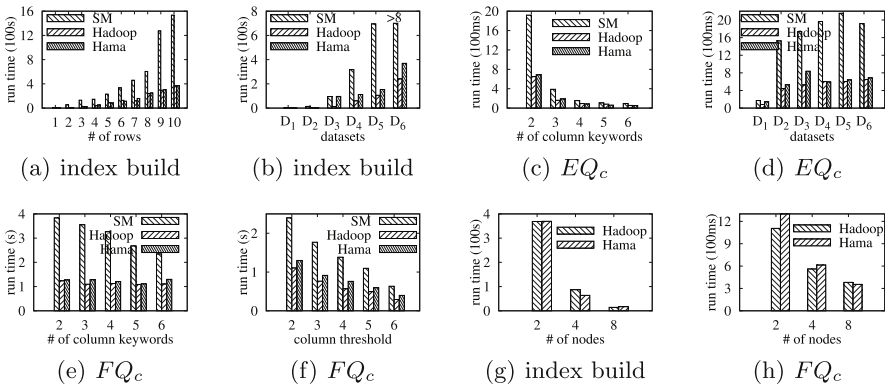 run time (100s)
16
12
8
4
0
SM
Hadoop
Hama
1 2 3 4 5 6 7 8 9 10
# of rows
(a) index build
run time (100s)
8
6
4
2
0
SM
Hadoop
Hama
>8
D1 D2 D3 D4 D5 D6
datasets
(b) index build
run time (100ms)
20
16
12
8
4
0
SM
Hadoop
Hama
2 3 4 5 6
# of column keywords
(c) EQc
run time (100ms)
20
16
12
8
4
0
SM
Hadoop
Hama
D1 D2 D3 D4 D5 D6
datasets
(d) EQc
run time (s)
4
3
2
1
0
SM
Hadoop
Hama
2 3 4 5 6
# of column keywords
(e) FQc
run time (s)
2
1
0
SM
Hadoop
Hama
2 3 4 5 6
column threshold
(f) FQc
run time (100s)
4
3
2
1
0
Hadoop
Hama
2 4 8
# of nodes
(g) index build
run time (100ms)
12
9
6
3
0
Hadoop
Hama
2 4 8
# of nodes
(h) FQc